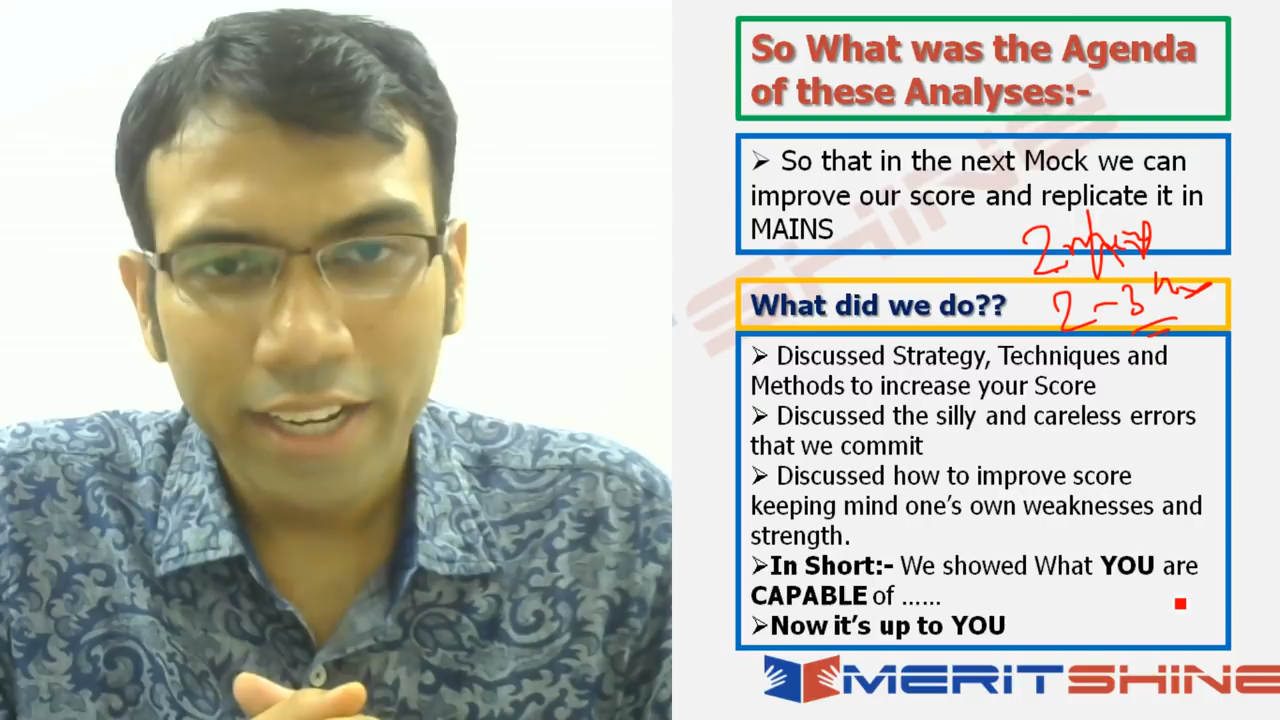 So What was the Agenda
of these Analyses:-
➢ So that in the next Mock we can
improve our score and replicate it in
MAINS
What did we do??
2-3
➢ Discussed Strategy, Techniques and
Methods to increase your Score
➢ Discussed the silly and careless errors
that we commit
➢ Discussed how to improve score
keeping mind one's own weaknesses and
strength.
➢In Short:- We showed What YOU are
CAPABLE of ......
➢Now it's up to YOU
MERITSHINE